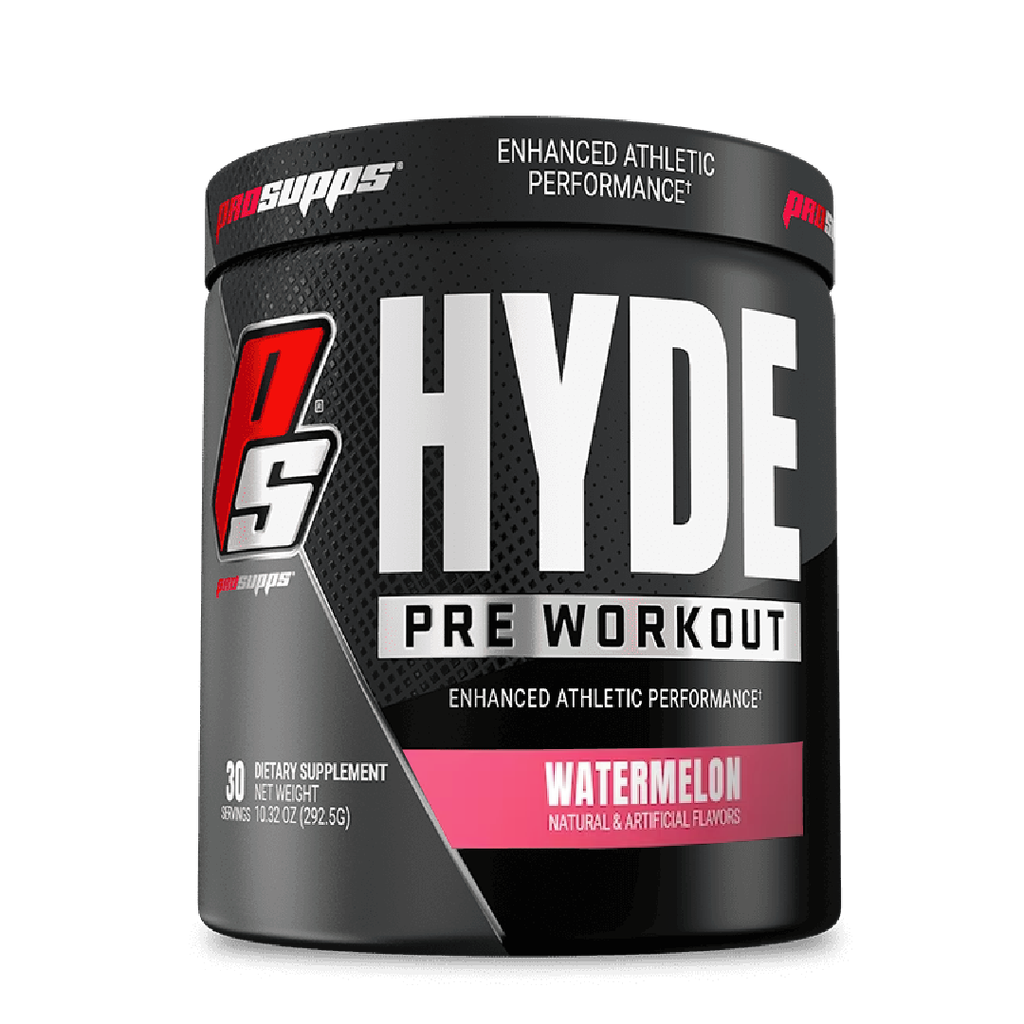 PROSUPPS®
ENHANCED ATHLETIC
PERFORMANCE†
PROS
PS®
PROSUPPS®
HYDE
PRE WORKOUT
ENHANCED ATHLETIC PERFORMANCE†
30
SERVINGS
DIETARY SUPPLEMENT
NET WEIGHT
10.32 OZ (292.5G)
WATERMELON
NATURAL & ARTIFICIAL FLAVORS